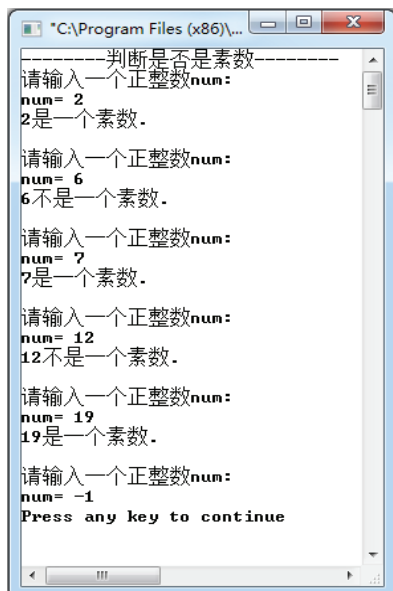 "C:\Program Files (x86)\...
--------判断是否是素数--------
请输入一个正整数num:
num= 2
2是一个素数.
请输入一个正整数num:
num= 6
6不是一个素数.
请输入一个正整数num:
num= 7
7是一个素数.
请输入一个正整数num:
num= 12
12不是一个素数.
请输入一个正整数num:
num= 19
19是一个素数.
请输入一个正整数num:
num= -1
Press any key to continue